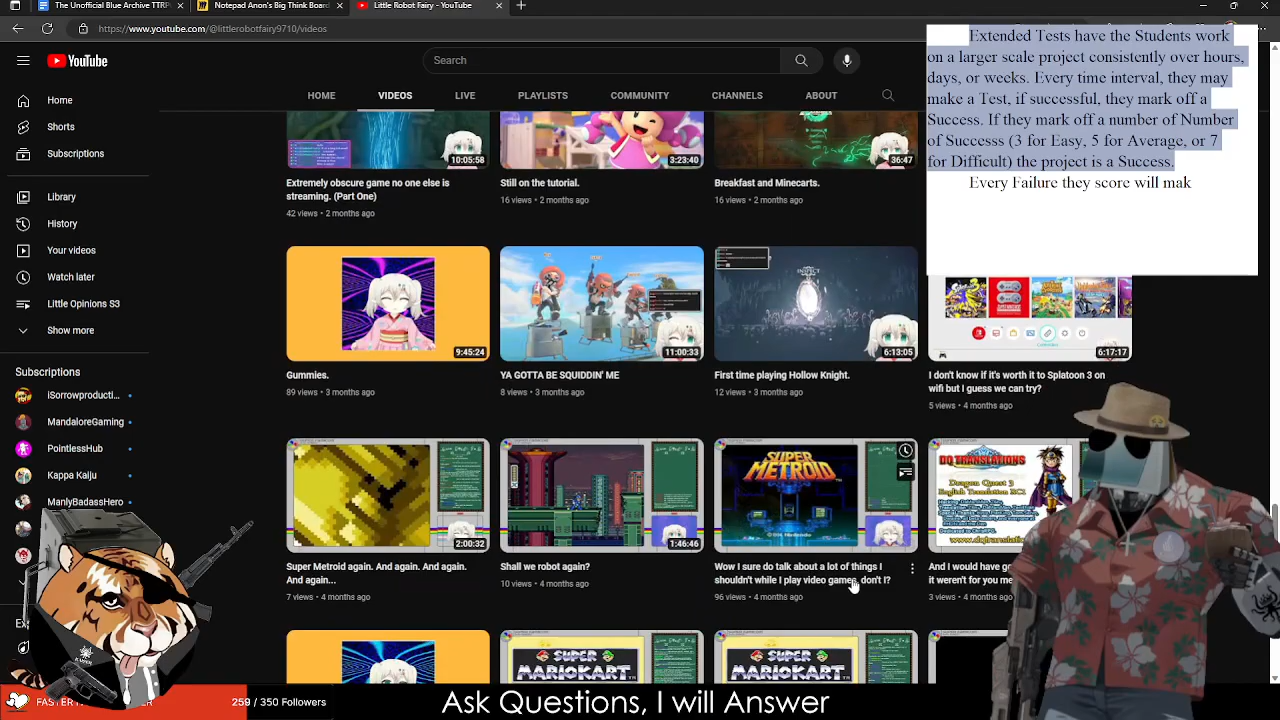 The Unofficial Blue Archive TTRP
Notepad Anon's Big Think Board
Little Robot Fairy - YouTube
https://www.youtube.com/@littlerobotfairy9710/videos
YouTube
Search
HOME
VIDEOS
LIVE
PLAYLISTS
COMMUNITY
CHANNELS
ABOUT
Extended Tests have the Students work
on a larger scale project consistently over hours,
days, or weeks. Every time interval, they may
make a Test, if successful, they mark off a
Success. If they mark off a number of Number
of Success, (3 for Easy, 5 for Average, or 7
for Difficult) the project is a Success.
Every Failure they score will mak
Home
Shorts
Subscriptions
Library
History
Your videos
Watch later
Little Opinions S3
Show more
Subscriptions
iSorrowproducti...
MandaloreGaming
PointlessHub
Kappa Kaiju
ManlyBadassHero
10:05:58
3:23:40
36:47
Extremely obscure game no one else is
streaming. (Part One)
42 views • 2 months ago
Still on the tutorial.
16 views • 2 months ago
Breakfast and Minecarts.
16 views • 2 months ago
INSPECT
9:45:24
11:00:33
6:13:05
6:17:17
Gummies.
89 views • 3 months ago
YA GOTTA BE SQUIDDIN' ME
8 views • 3 months ago
First time playing Hollow Knight.
12 views • 3 months ago
I don't know if it's worth it to Splatoon 3 on
wifi but I guess we can try?
5 views • 4 months ago
SUPER
METROID
DQ TRANSLATIONS
Dragon Quest 3
English Translation RC1
www.dqtranslati
2:00:32
1:46:46
Super Metroid again. And again. And again.
And again...
7 views • 4 months ago
Shall we robot again?
10 views • 4 months ago
Wow I sure do talk about a lot of things I
shouldn't while I play video games, don't I?
96 views • 4 months ago
And I would have go
it weren't for you me
3 views • 4 months ago
SUPER
MARIOKART
SUPER
MARIOKART
259 / 350 Followers
Ask Questions, I will Answer